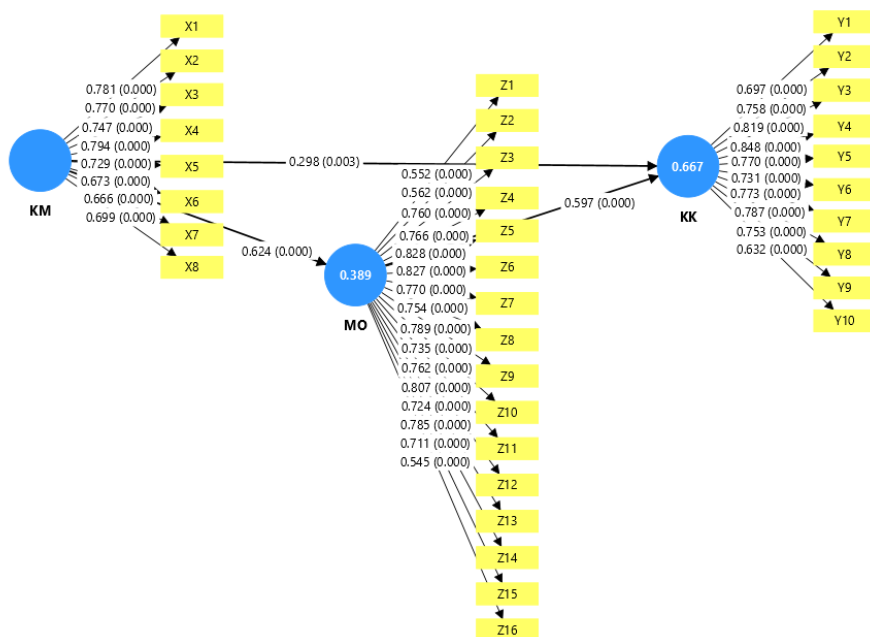 X1
X2
X3
X4
X5
X6
X7
X8
0.781 (0.000)
0.770 (0.000)
0.747 (0.000)
0.794 (0.000)
0.729 (0.000)
0.673 (0.000)
0.666 (0.000)
0.699 (0.000)
KM
0.298 (0.003)
0.624 (0.000)
0.389
MO
Z1
Z2
Z3
Z4
Z5
Z6
Z7
Z8
Z9
Z10
Z11
Z12
Z13
Z14
Z15
Z16
0.552 (0.000)
0.562 (0.000)
0.760 (0.000)
0.766 (0.000)
0.828 (0.000)
0.827 (0.000)
0.770 (0.000)
0.754 (0.000)
0.789 (0.000)
0.735 (0.000)
0.762 (0.000)
0.807 (0.000)
0.724 (0.000)
0.785 (0.000)
0.711 (0.000)
0.545 (0.000)
0.597 (0.000)
0.667
KK
0.697 (0.000)
0.758 (0.000)
0.819 (0.000)
0.848 (0.000)
0.770 (0.000)
0.731 (0.000)
0.773 (0.000)
0.787 (0.000)
0.753 (0.000)
0.632 (0.000)
Y1
Y2
Y3
Y4
Y5
Y6
Y7
Y8
Y9
Y10